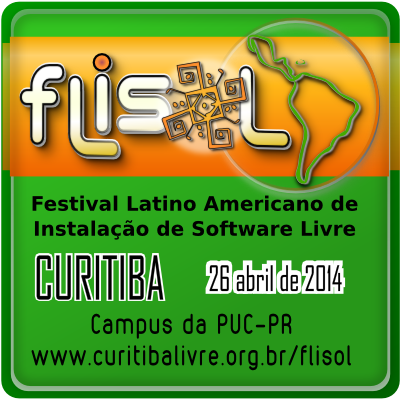 flisol
Festival Latino Americano de
Instalação de Software Livre
CURITIBA 26 abril de 2014
Campus da PUC-PR
www.curitibalivre.org.br/flisol